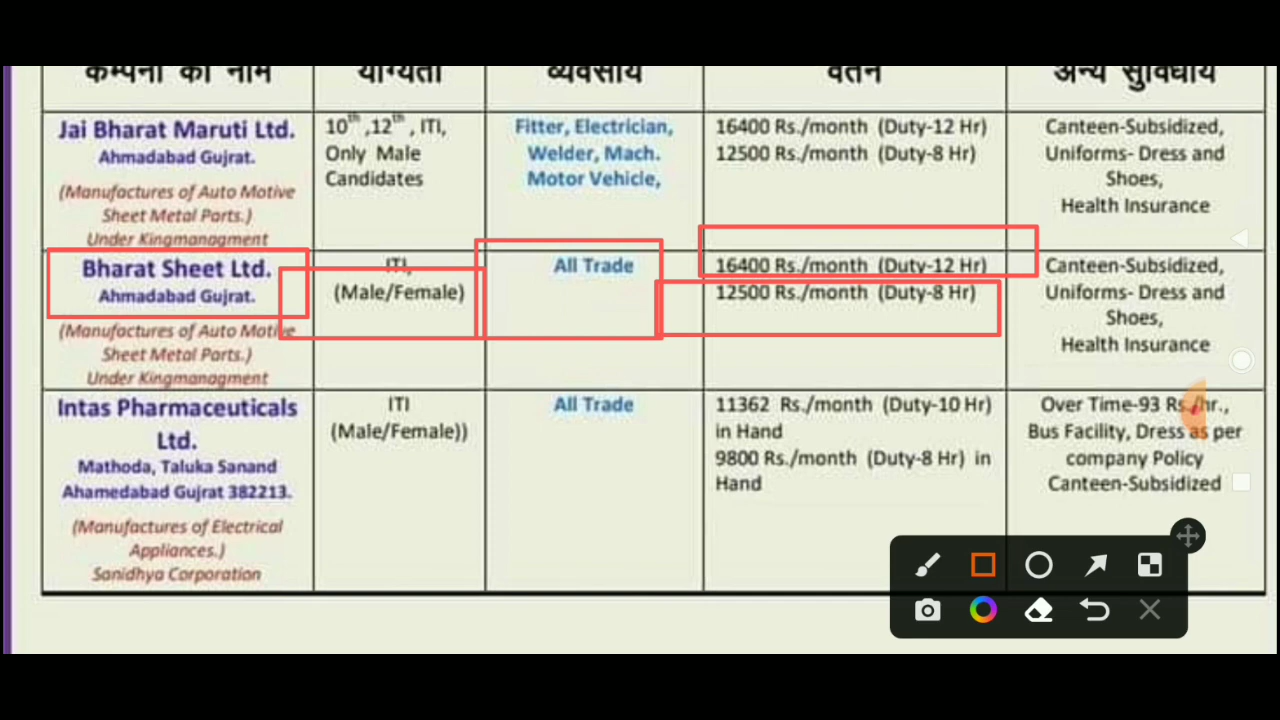 कम्पनी का नाम योग्यता व्यवसाय वेतन अन्य सुविधाये
Jai Bharat Maruti Ltd.
Ahmadabad Gujrat.
(Manufactures of Auto Motive
Sheet Metal Parts.)
Under Kingmanagment
10th ,12th , ITI,
Only Male
Candidates
Fitter, Electrician,
Welder, Mach.
Motor Vehicle,
16400 Rs./month (Duty-12 Hr)
12500 Rs./month (Duty-8 Hr)
Canteen-Subsidized,
Uniforms- Dress and
Shoes,
Health Insurance
Bharat Sheet Ltd.
Ahmadabad Gujrat.
(Manufactures of Auto Motive
Sheet Metal Parts.)
Under Kingmanagment
ITI,
(Male/Female)
All Trade
16400 Rs./month (Duty-12 Hr)
12500 Rs./month (Duty-8 Hr)
Canteen-Subsidized,
Uniforms- Dress and
Shoes,
Health Insurance
Intas Pharmaceuticals
Ltd.
Mathoda, Taluka Sanand
Ahamedabad Gujrat 382213.
(Manufactures of Electrical
Appliances.)
Sanidhya Corporation
ITI
(Male/Female))
All Trade
11362 Rs./month (Duty-10 Hr)
in Hand
9800 Rs./month (Duty-8 Hr) in
Hand
Over Time-93 Rs./hr.,
Bus Facility, Dress as per
company Policy
Canteen-Subsidized